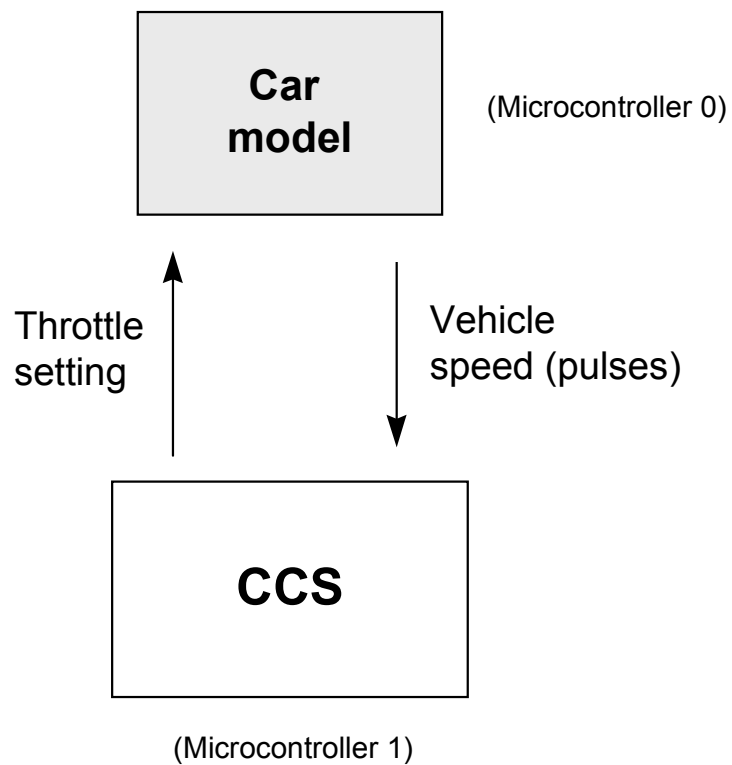 Car
model
(Microcontroller 0)
Throttle
setting
Vehicle
speed (pulses)
CCS
(Microcontroller 1)